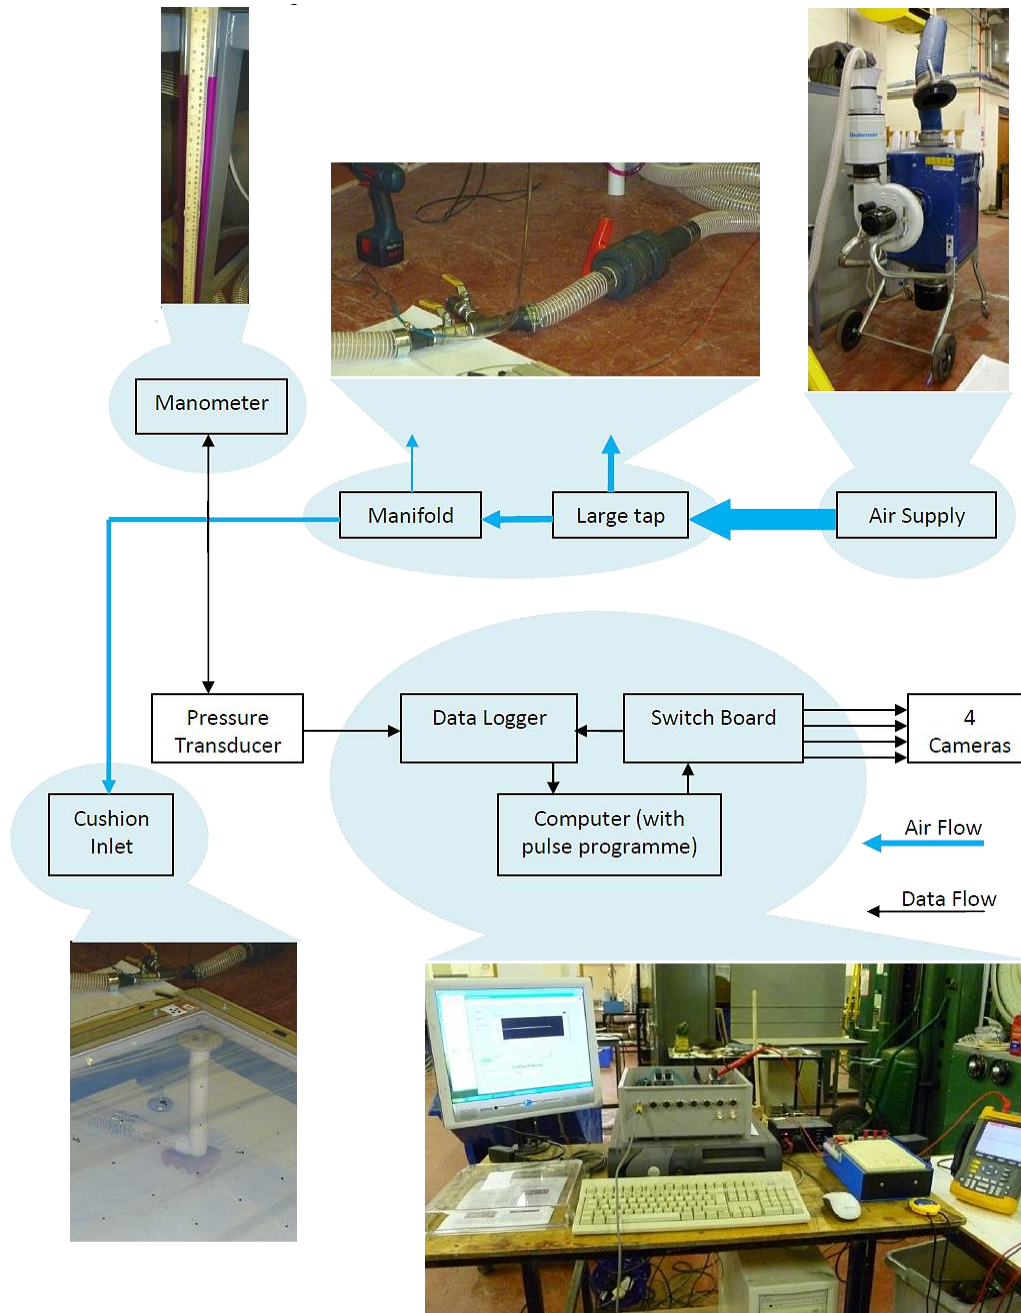 Manometer
Manifold
Large tap
Air Supply
Pressure
Transducer
Data Logger
Switch Board
4
Cameras
Cushion
Inlet
Computer (with
pulse programme)
Air Flow
Data Flow